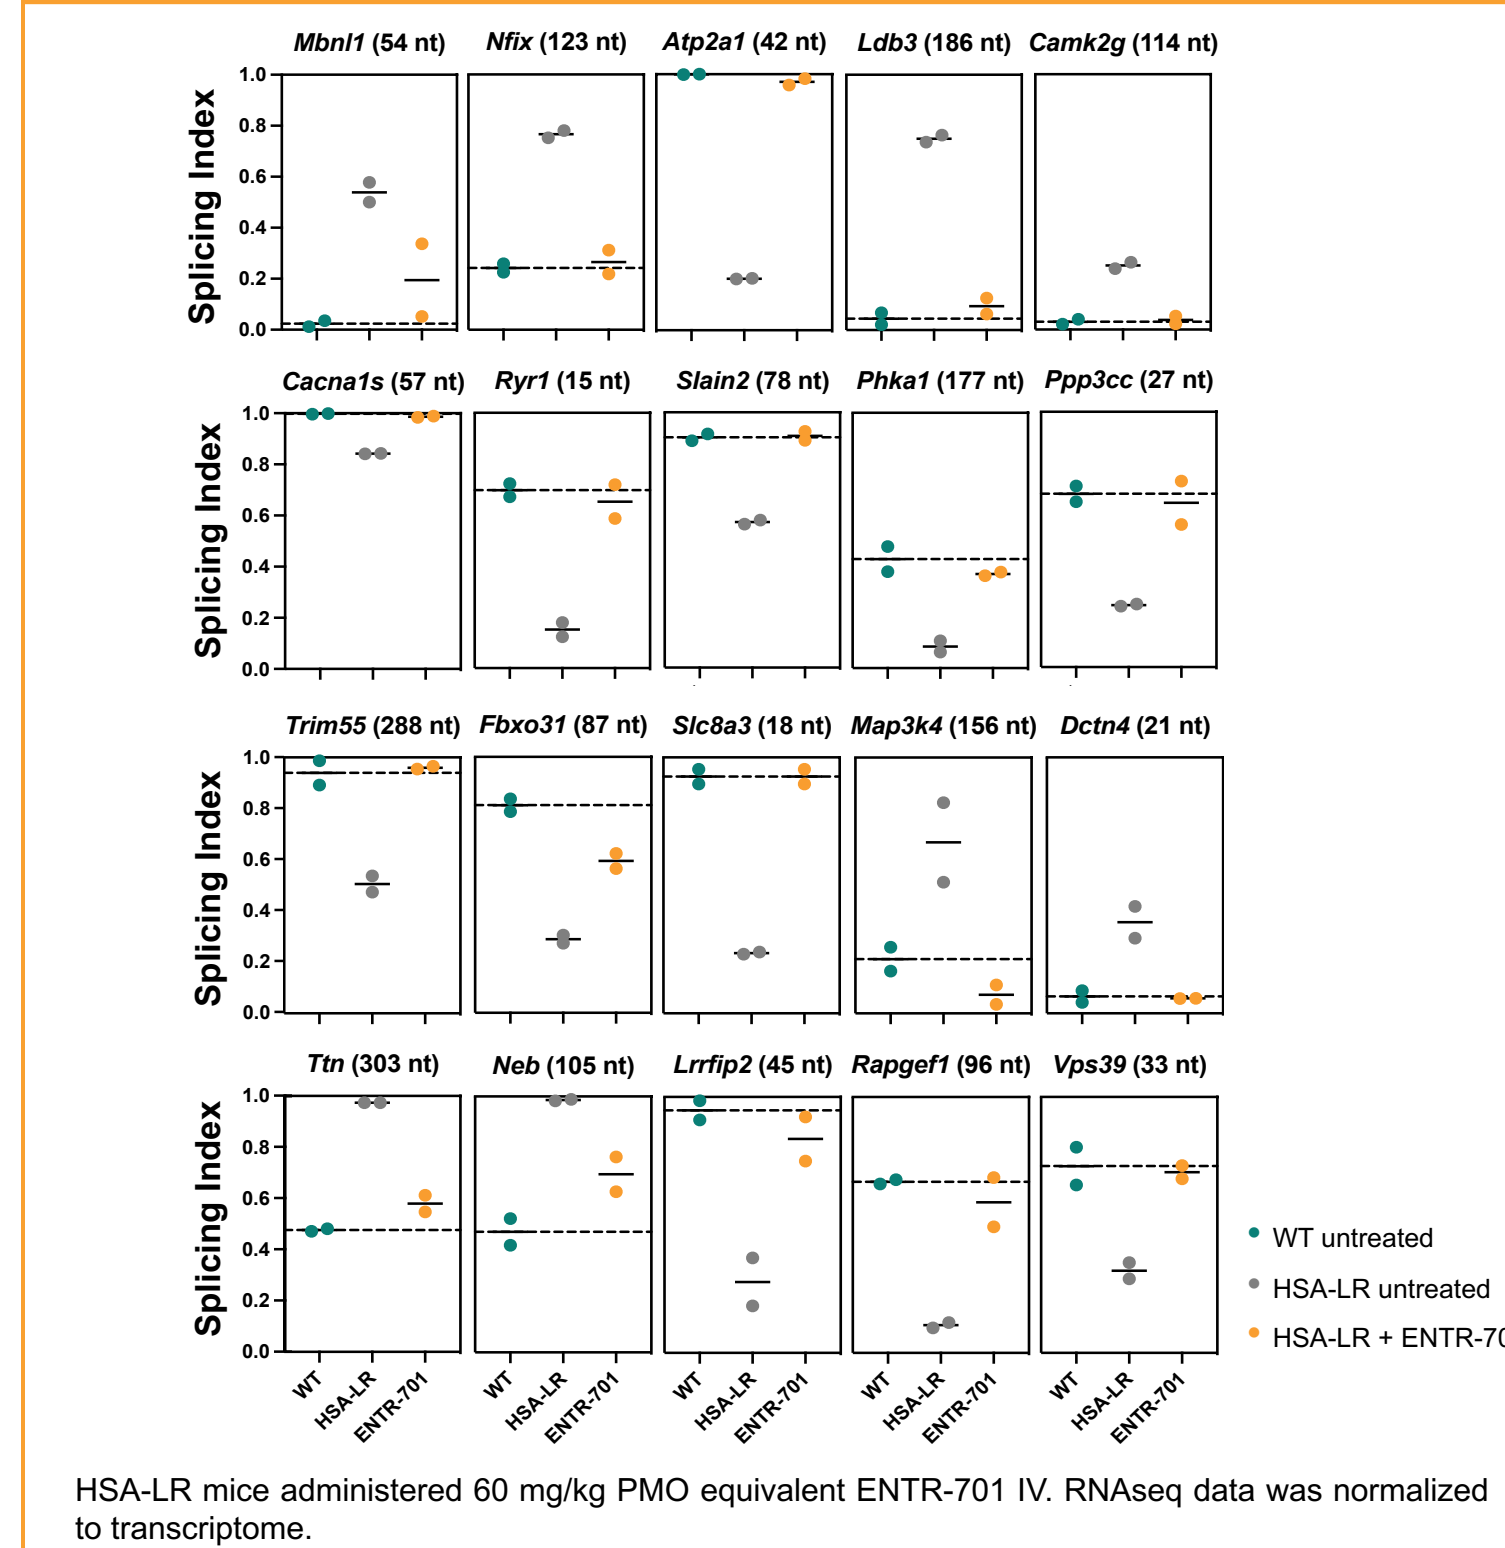 Mbnl1 (54 nt) Nfix (123 nt) Atp2a1 (42 nt) Ldb3 (186 nt) Camk2g (114 nt)
Splicing Index
1.0
0.8
0.6
0.4
0.2
0.0
Cacna1s (57 nt) Ryr1 (15 nt) Slain2 (78 nt) Phka1 (177 nt) Ppp3cc (27 nt)
Splicing Index
1.0
0.8
0.6
0.4
0.2
0.0
Trim55 (288 nt) Fbxo31 (87 nt) Slc8a3 (18 nt) Map3k4 (156 nt) Dctn4 (21 nt)
Splicing Index
1.0
0.8
0.6
0.4
0.2
0.0
Ttn (303 nt) Neb (105 nt) Lrrfip2 (45 nt) Rapgef1 (96 nt) Vps39 (33 nt)
Splicing Index
1.0
0.8
0.6
0.4
0.2
0.0
WT HSA-LR ENTR-701 WT HSA-LR ENTR-701 WT HSA-LR ENTR-701 WT HSA-LR ENTR-701 WT HSA-LR ENTR-701
WT untreated
HSA-LR untreated
HSA-LR + ENTR-70
HSA-LR mice administered 60 mg/kg PMO equivalent ENTR-701 IV. RNAseq data was normalized
to transcriptome.